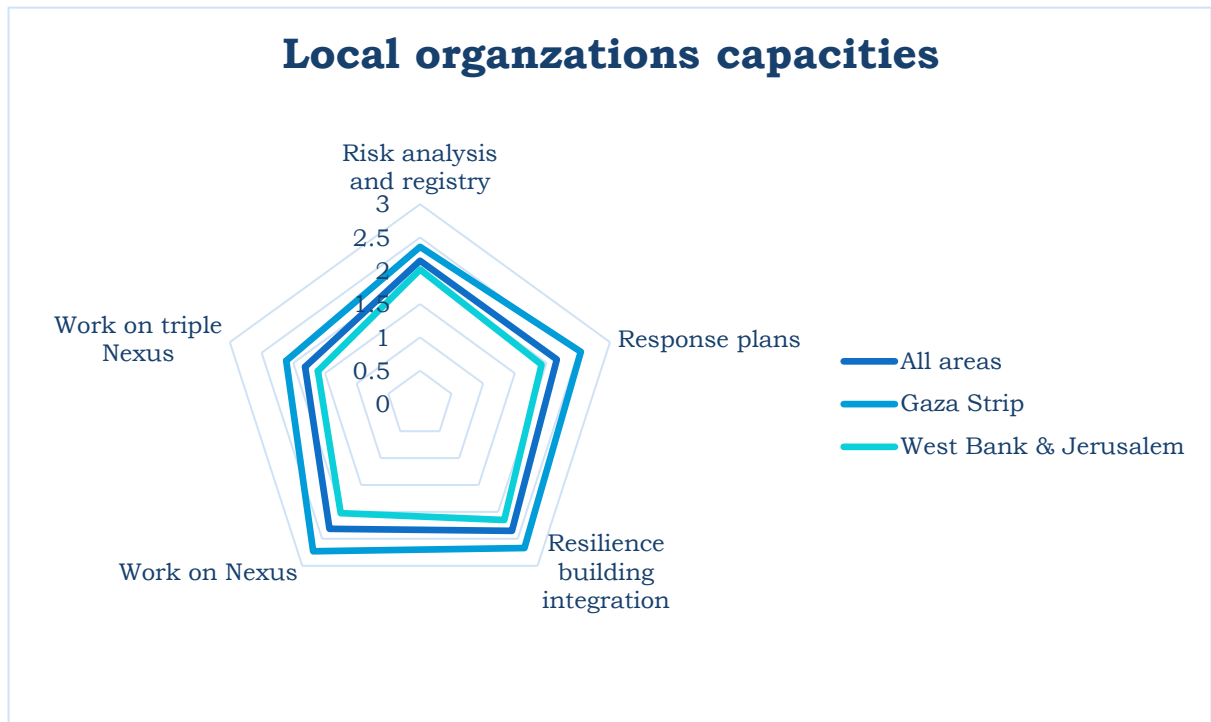 Local organzations capacities
Risk analysis
and registry
3
2.5
2
1.5
1
0.5
0
Work on triple
Nexus
Response plans
All areas
Gaza Strip
West Bank & Jerusalem
Work on Nexus
Resilience
building
integration